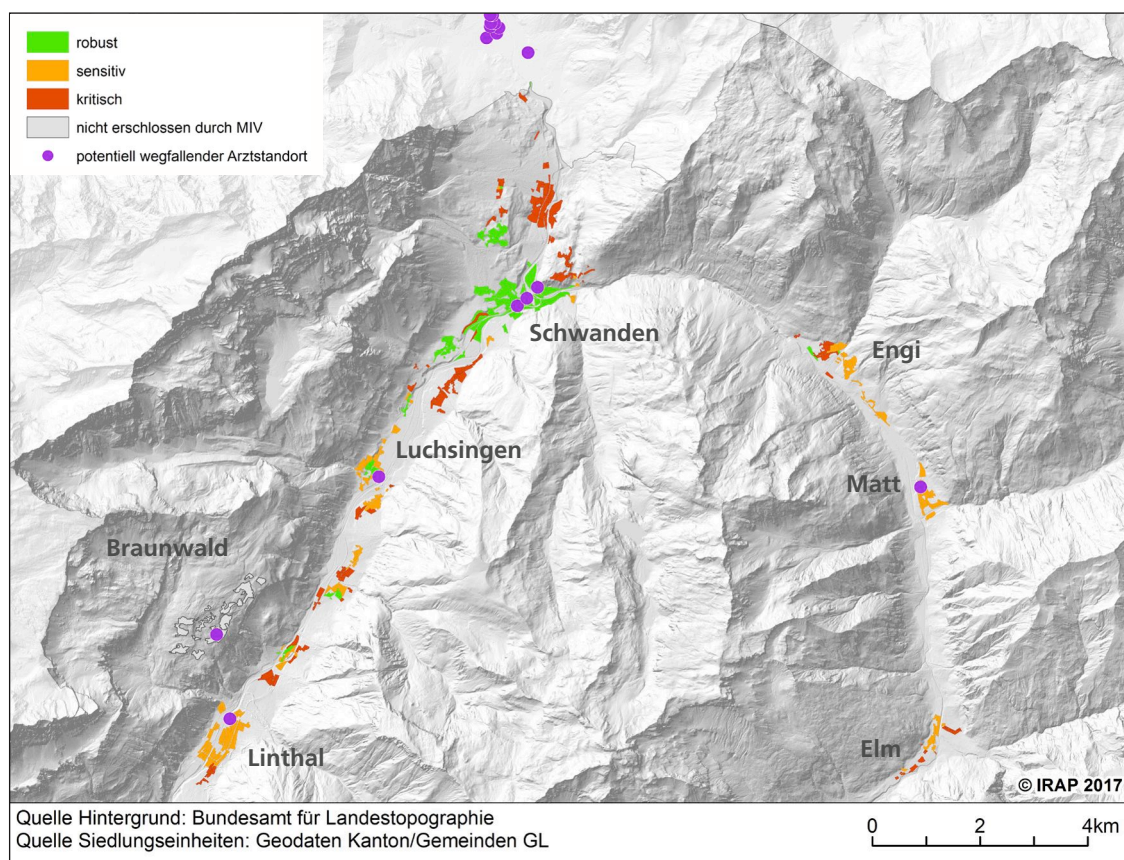 robust
sensitiv
kritisch
nicht erschlossen durch MIV
potentiell wegfallender Arztstandort
Schwanden
Engi
Luchsingen
Matt
Braunwald
Elm
Linthal
© IRAP 2017
Quelle Hintergrund: Bundesamt für Landestopographie
Quelle Siedlungseinheiten: Geodaten Kanton/Gemeinden GL
0 2 4km